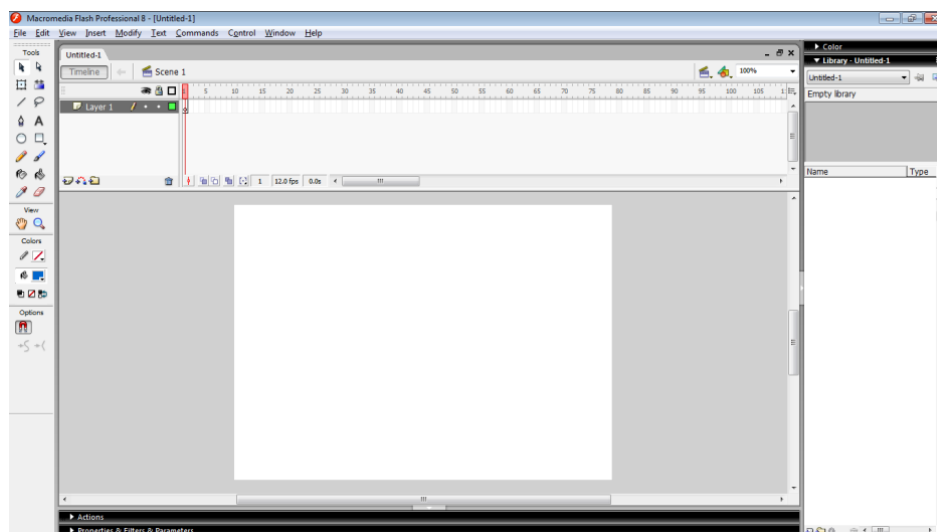 Macromedia Flash Professional 8 - [Untitled-1]
File Edit View Insert Modify Text Commands Control Window Help
Tools
View
Colors
Options
Untitled-1
Timeline
Scene 1
100%
5 10 15 20 25 30 35 40 45 50 55 60 65 70 75 80 85 90 95 100 105
Layer 1
1 12.0 fps 0.0s
Actions
Properties & Filters & Parameters
Color
Library - Untitled-1
Untitled-1
Empty library
Name Type